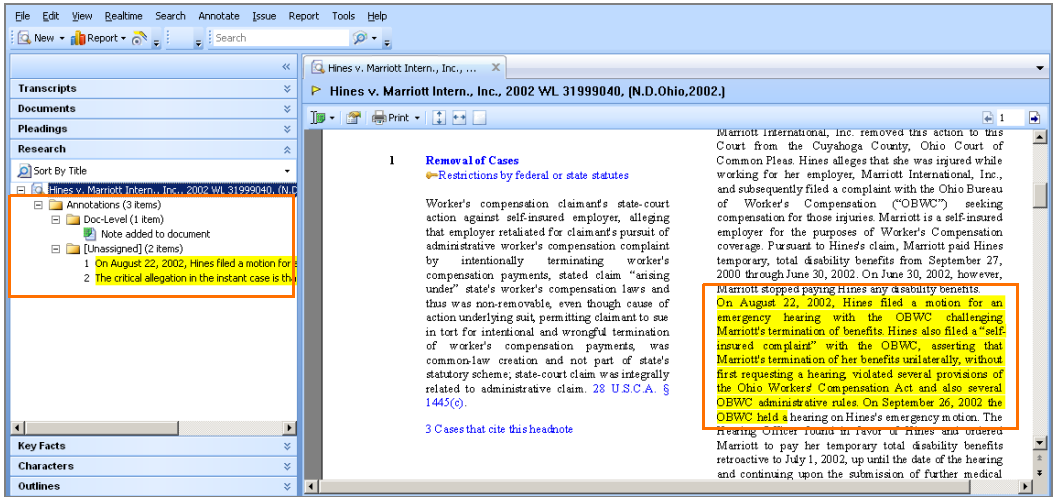 File Edit View Realtime Search Annotate Issue Report Tools Help
New Report Search
Hines v. Marriott Intern., Inc., ...
Transcripts
Documents
Pleadings
Research
Sort By Title
Hines v. Marriott Intern., Inc., 2002 WL 31999040, (N.D
Annotations (3 items)
Doc-Level (1 item)
Note added to document
[Unassigned] (2 items)
1 On August 22, 2002, Hines filed a motion for
2 The critical allegation in the instant case is tha
Key Facts
Characters
Outlines
Hines v. Marriott Intern., Inc., 2002 WL 31999040, (N.D.Ohio,2002.)
Print 1
1 Removal of Cases
Restrictions by federal or state statutes
Worker's compensation claimant's state-court
action against self-insured employer, alleging
that employer retaliated for claimant's pursuit of
administrative worker's compensation complaint
by intentionally terminating worker's
compensation payments, stated claim "arising
under" state's worker's compensation laws and
thus was non-removable, even though cause of
action underlying suit, permitting claimant to sue
in tort for intentional and wrongful termination
of worker's compensation payments, was
common-law creation and not part of state's
statutory scheme; state-court claim was integrally
related to administrative claim. 28 U.S.C.A. §
1445(c).
3 Cases that cite this headnote
Marriott International, Inc. removed this action to this
Court from the Cuyahoga County, Ohio Court of
Common Pleas. Hines alleges that she was injured while
working for her employer, Marriott International, Inc.,
and subsequently filed a complaint with the Ohio Bureau
of Worker's Compensation ("OBWC") seeking
compensation for those injuries. Marriott is a self-insured
employer for the purposes of Worker's Compensation
coverage. Pursuant to Hines's claim, Marriott paid Hines
temporary, total disability benefits from September 27,
2000 through June 30, 2002. On June 30, 2002, however,
Marriott stopped paying Hines any disability benefits.
On August 22, 2002, Hines filed a motion for an
emergency hearing with the OBWC challenging
Marriott's termination of benefits. Hines also filed a "self-
insured complaint" with the OBWC, asserting that
Marriott's termination of her benefits unilaterally, without
first requesting a hearing, violated several provisions of
the Ohio Workers' Compensation Act and also several
OBWC administrative rules. On September 26, 2002 the
OBWC held a hearing on Hines's emergency motion. The
Hearing Officer found in favor of Hines and ordered
Marriott to pay her temporary total disability benefits
retroactive to July 1, 2002, up until the date of the hearing
and continuing upon the submission of further medical